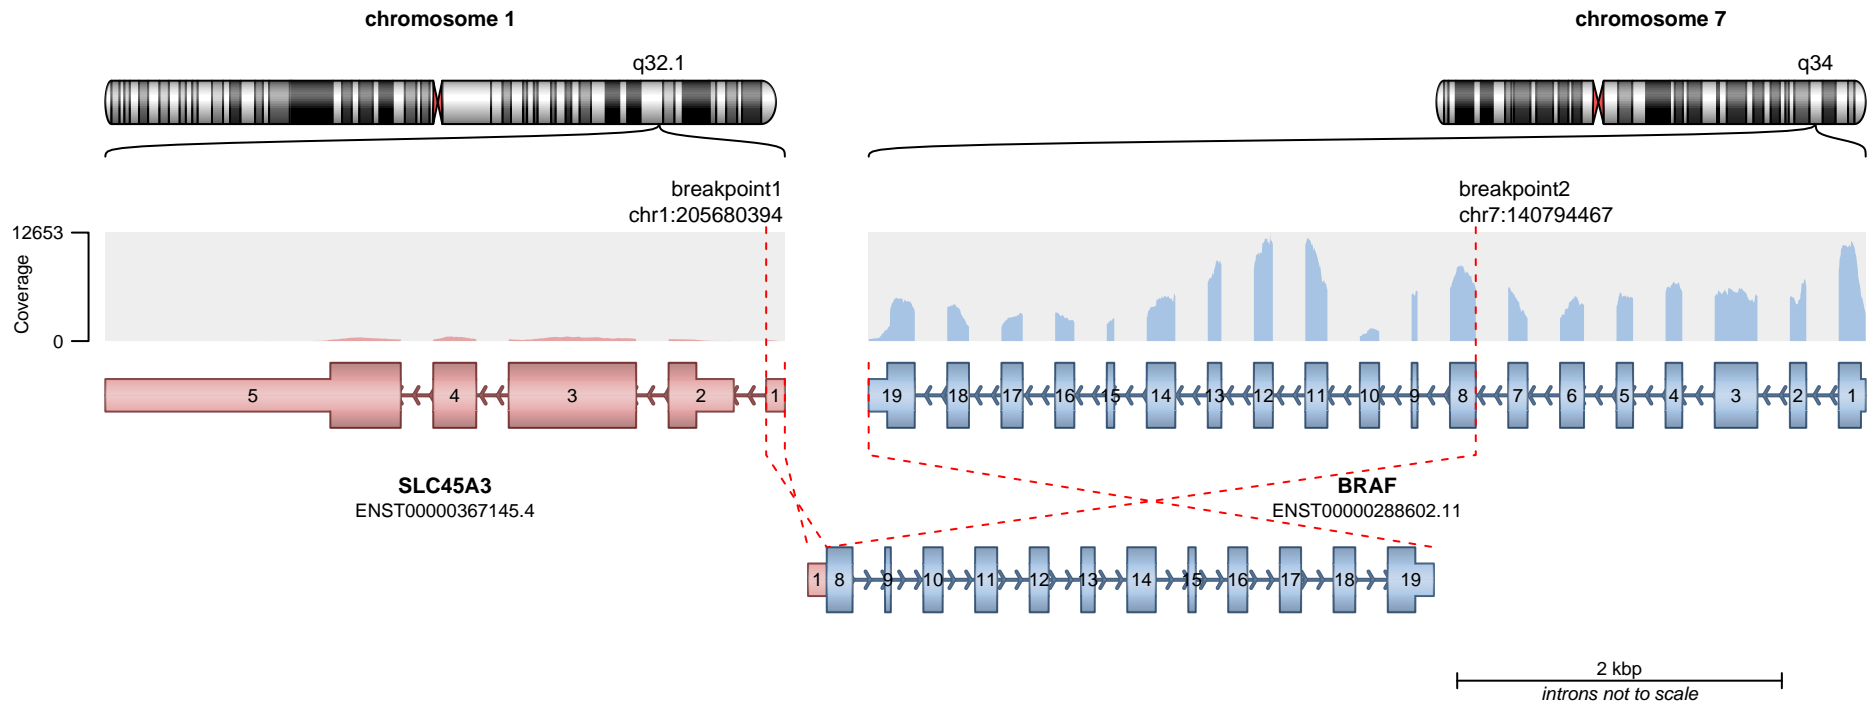 chromosome 1
chromosome 7
q32.1
q34
breakpoint1
chr1:205680394
breakpoint2
chr7:140794467
12653
Coverage
0
5 4 3 2 1
19 18 17 16 15 14 13 12 11 10 9 8 7 6 5 4 3 2 1
SLC45A3
ENST00000367145.4
BRAF
ENST00000288602.11
1 8 9 10 11 12 13 14 15 16 17 18 19
2 kbp
introns not to scale